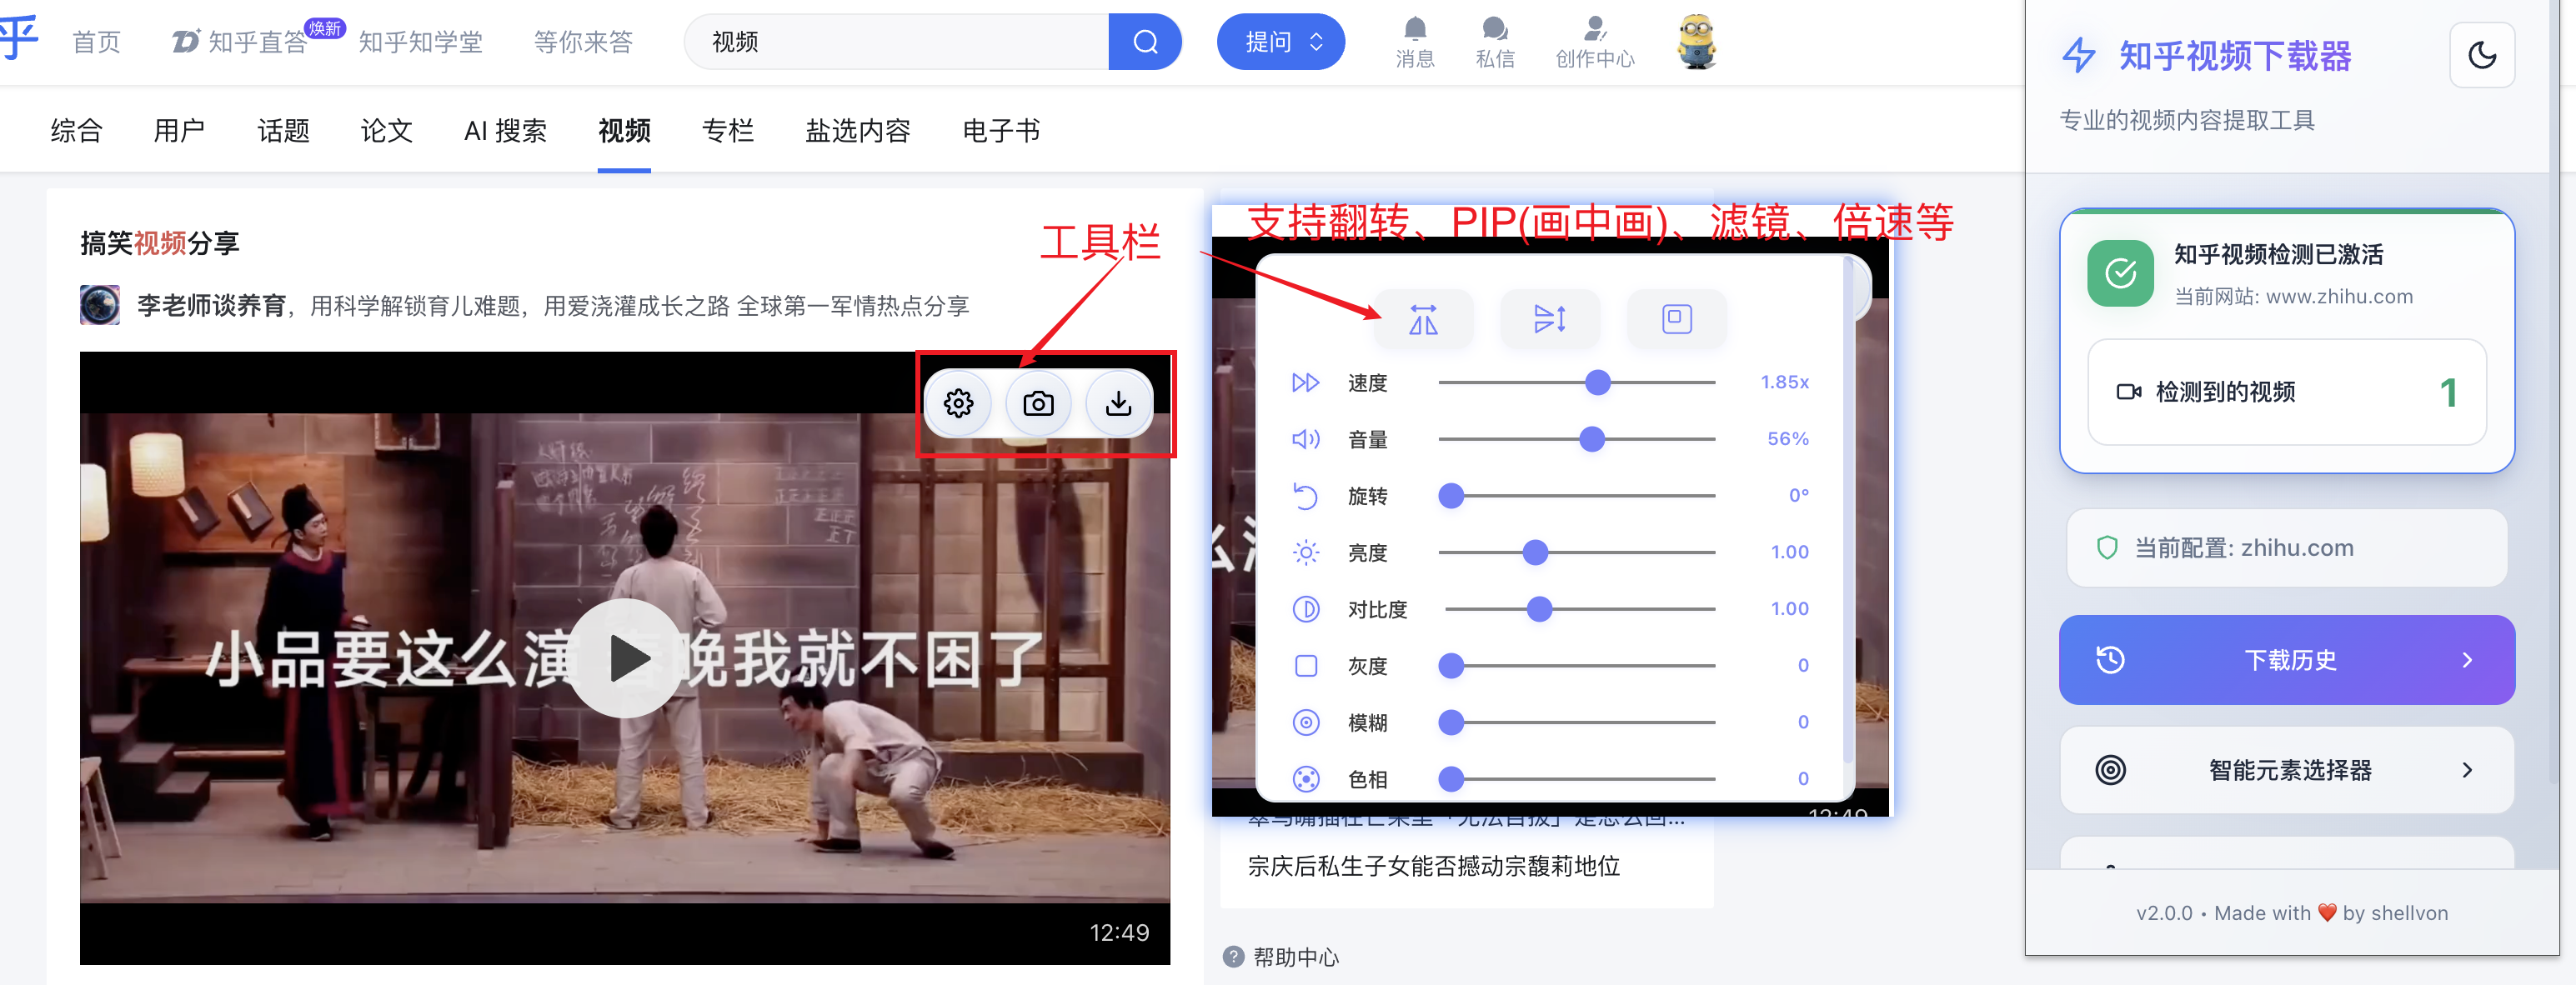 乎 首页 知乎直答 焕新 知乎知学堂 等你来答 视频 提问 消息 私信 创作中心
综合 用户 话题 论文 AI 搜索 视频 专栏 盐选内容 电子书
搞笑视频分享
李老师谈养育，用科学解锁育儿难题，用爱浇灌成长之路 全球第一军情热点分享
工具栏
小品要这么演 春晚我就不困了
12:49
支持翻转、PIP(画中画)、滤镜、倍速等
速度 1.85x
音量 56%
旋转 0°
亮度 1.00
对比度 1.00
灰度 0
模糊 0
色相 0
12:49
宗庆后私生子女能否撼动宗馥莉地位
帮助中心
知乎视频下载器
专业的视频内容提取工具
知乎视频检测已激活
当前网站: www.zhihu.com
检测到的视频 1
当前配置: zhihu.com
下载历史
智能元素选择器
v2.0.0 • Made with ❤️ by shellvon